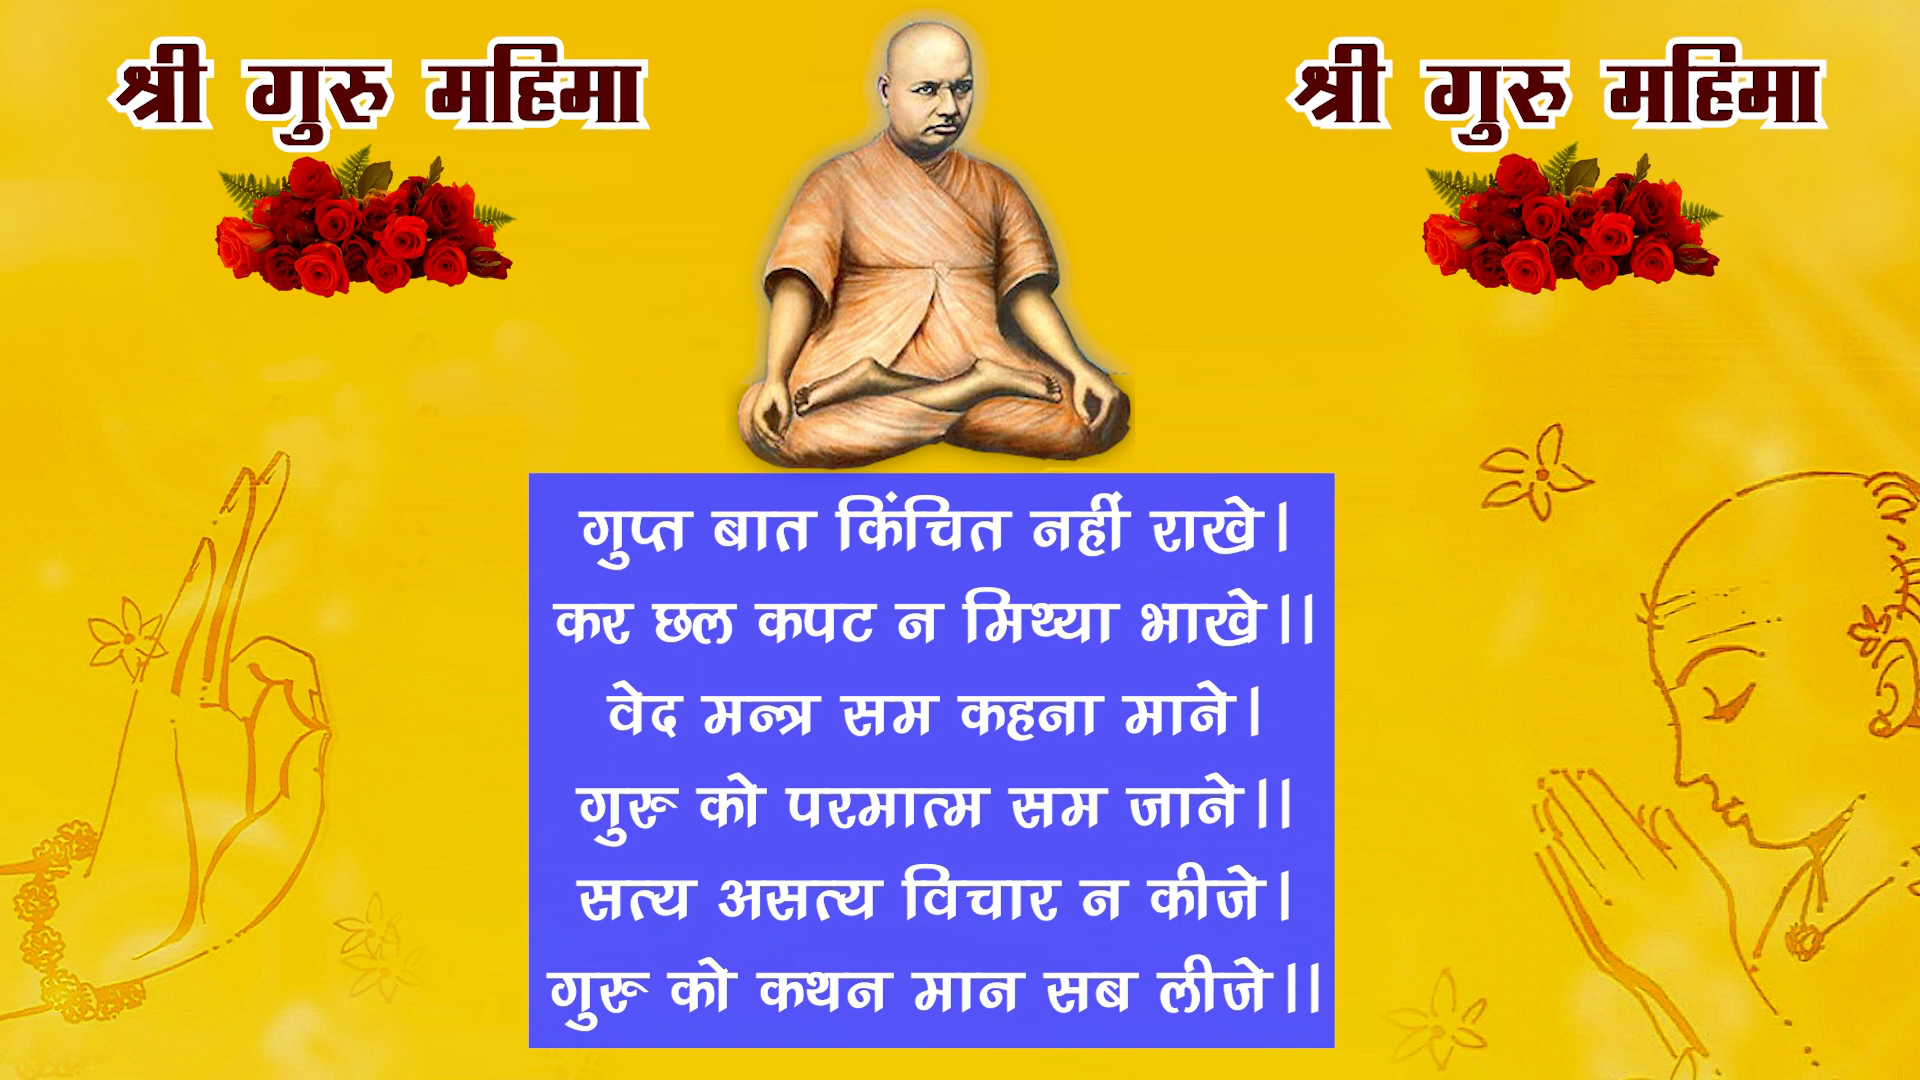 श्री गुरु महिमा
श्री गुरु महिमा
गुप्त बात किंचित नहीं राखे।
कर छल कपट न मिथ्या भाखे।।
वेद मन्त्र सम कहना माने।
गुरू को परमात्म सम जाने।।
सत्य असत्य विचार न कीजे।
गुरू को कथन मान सब लीजे।।